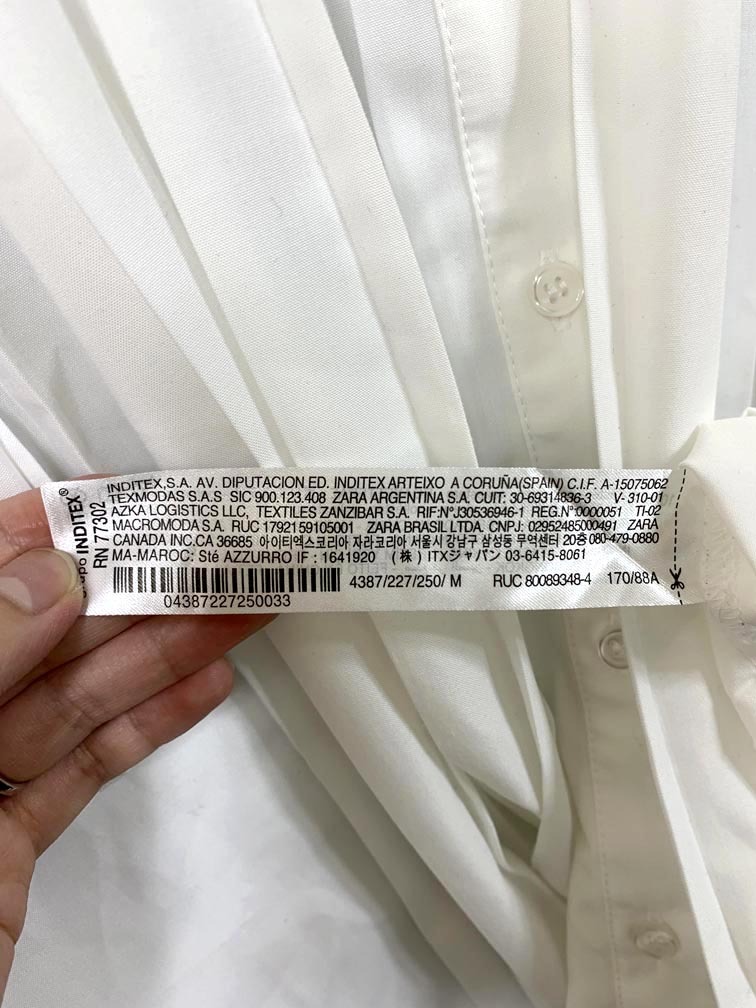 INDITEX®
RN 77302
INDITEX,S.A. AV. DIPUTACION ED. INDITEX ARTEIXO A CORUÑA(SPAIN) C.I.F. A-15075062
TEXMODAS S.A.S SIC 900.123.408 ZARA ARGENTINA S.A. CUIT: 30-69314836-3 V-310-01
AZKA LOGISTICS LLC, TEXTILES ZANZIBAR S.A. RIF:NºJ30536946-1 REG.Nº:0000051 TI-02
MACROMODA S.A. RUC 1792159105001 ZARA BRASIL LTDA. CNPJ: 02952485000491 ZARA
CANADA INC.CA 36685 아이티엑스코리아 자라코리아 서울시 강남구 삼성동 무역센터 20층 080-479-0880
MA-MAROC: Sté AZZURRO IF : 1641920 (株) ITXジャパン 03-6415-8061
4387/227/250/ M RUC 80089348-4 170/88A
04387227250033